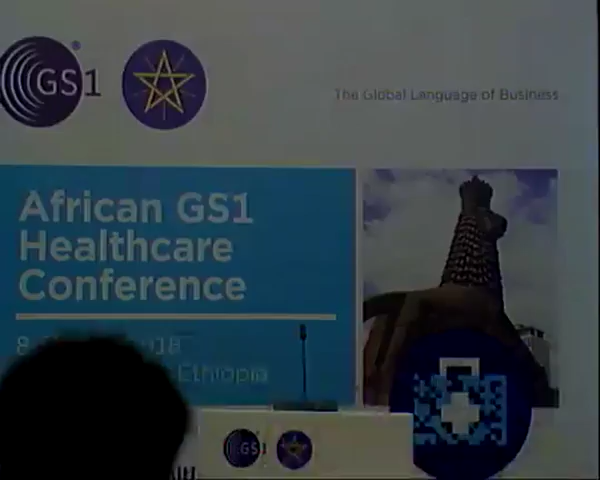 GS1
The Global Language of Business
African GS1
Healthcare
Conference
Ethiopia
GS1